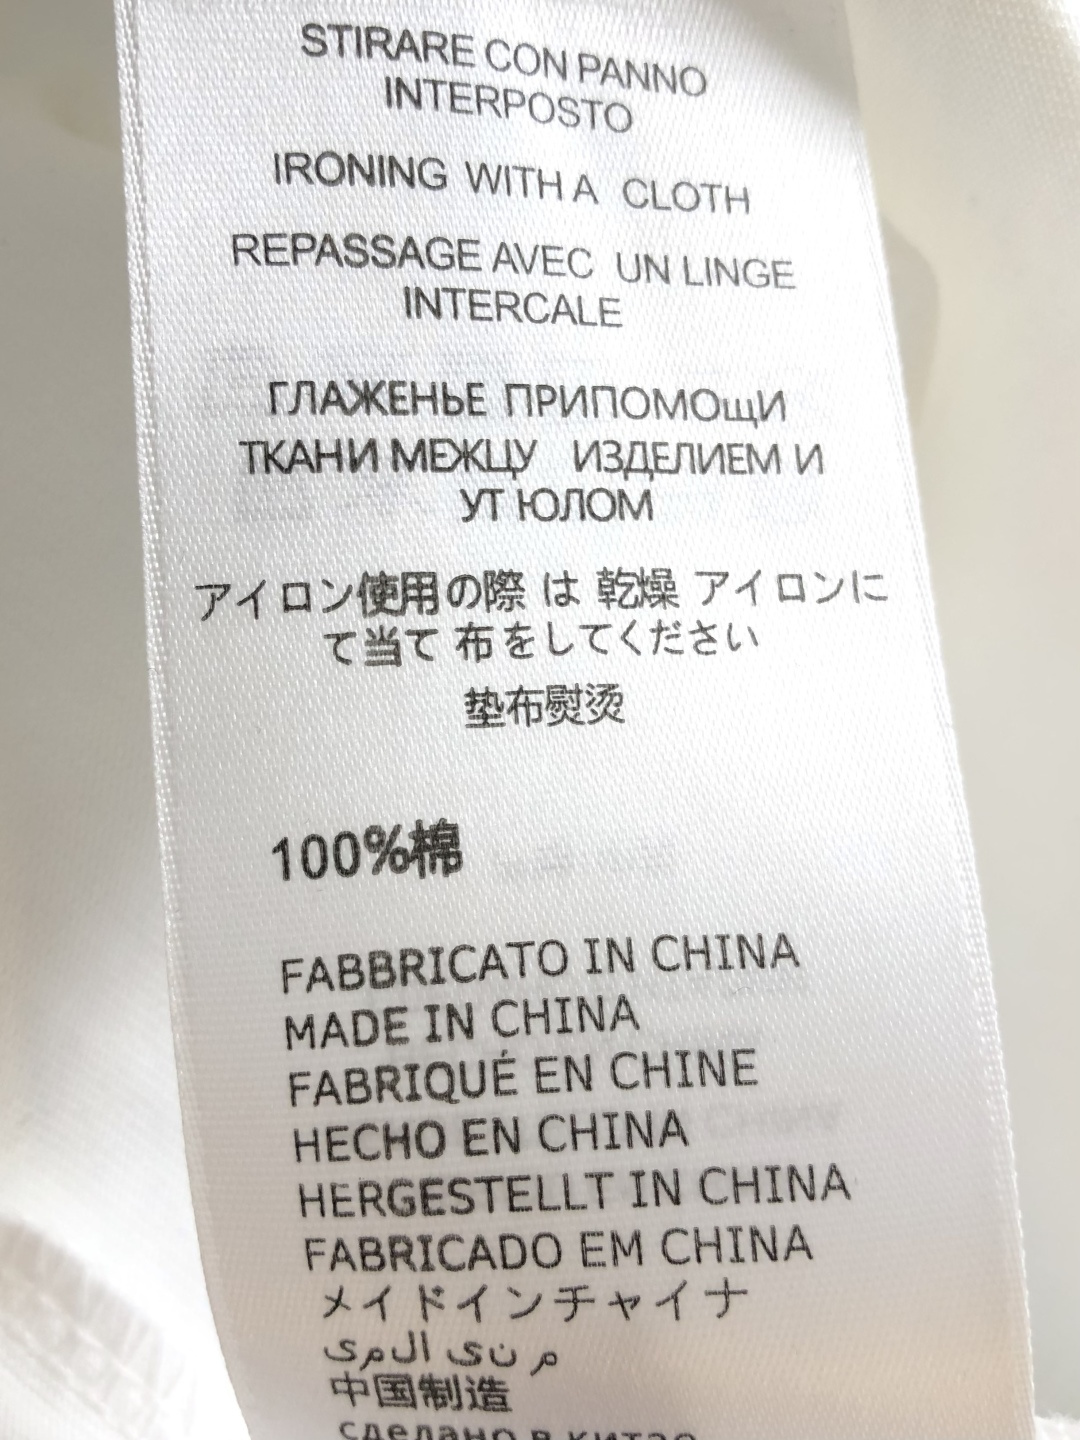 STIRARE CON PANNO
INTERPOSTO
IRONING WITH A CLOTH
REPASSAGE AVEC UN LINGE
INTERCALE
ГЛАЖЕНЬЕ ПРИПОМОщИ
ТКАНИ МЕЖЦУ ИЗДЕЛИЕМ И
УТ ЮЛОМ
アイロン使用の際 は 乾燥 アイロンに
て当て 布をしてください
垫布熨烫
100%棉
FABBRICATO IN CHINA
MADE IN CHINA
FABRIQUÉ EN CHINE
HECHO EN CHINA
HERGESTELLT IN CHINA
FABRICADO EM CHINA
メイドインチャイナ
م ن ى ال م ى س
中国制造
сделано в китае